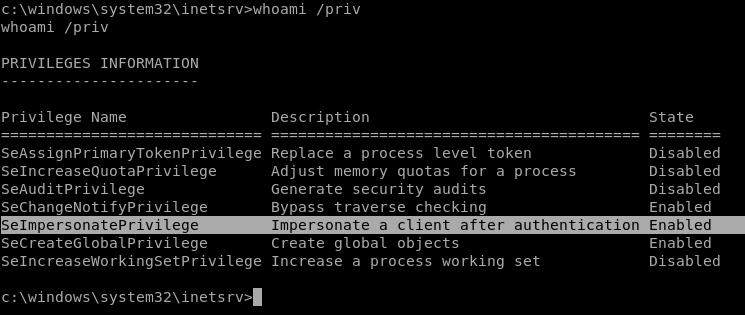 c:\windows\system32\inetsrv>whoami /priv
whoami /priv
PRIVILEGES INFORMATION
----------------------
Privilege Name                Description                               State
============================= ========================================= ========
SeAssignPrimaryTokenPrivilege Replace a process level token             Disabled
SeIncreaseQuotaPrivilege      Adjust memory quotas for a process        Disabled
SeAuditPrivilege              Generate security audits                  Disabled
SeChangeNotifyPrivilege       Bypass traverse checking                  Enabled
SeImpersonatePrivilege        Impersonate a client after authentication Enabled
SeCreateGlobalPrivilege       Create global objects                     Enabled
SeIncreaseWorkingSetPrivilege Increase a process working set            Disabled
c:\windows\system32\inetsrv>